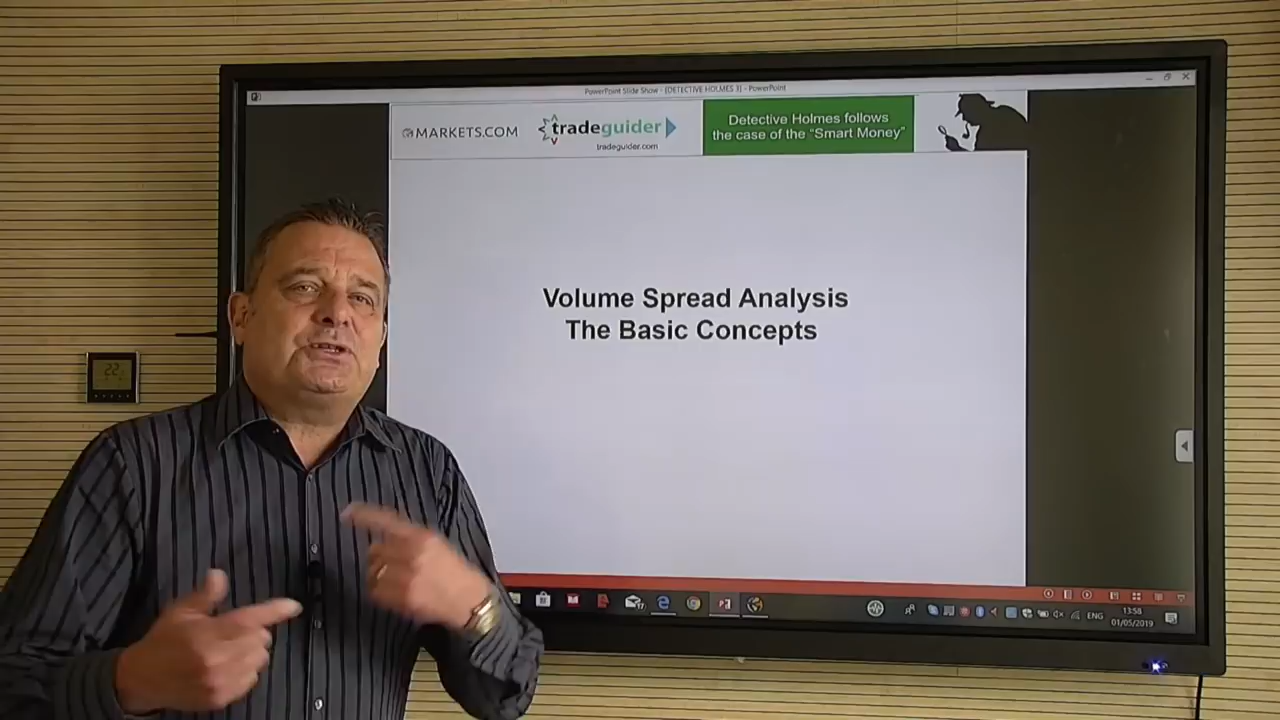 PowerPoint Slide Show - [DETECTIVE HOLMES 3] - PowerPoint
MARKETS.COM
tradeguider
tradeguider.com
Detective Holmes follows
the case of the "Smart Money"
Volume Spread Analysis
The Basic Concepts
22
ENG
13:58
01/05/2019